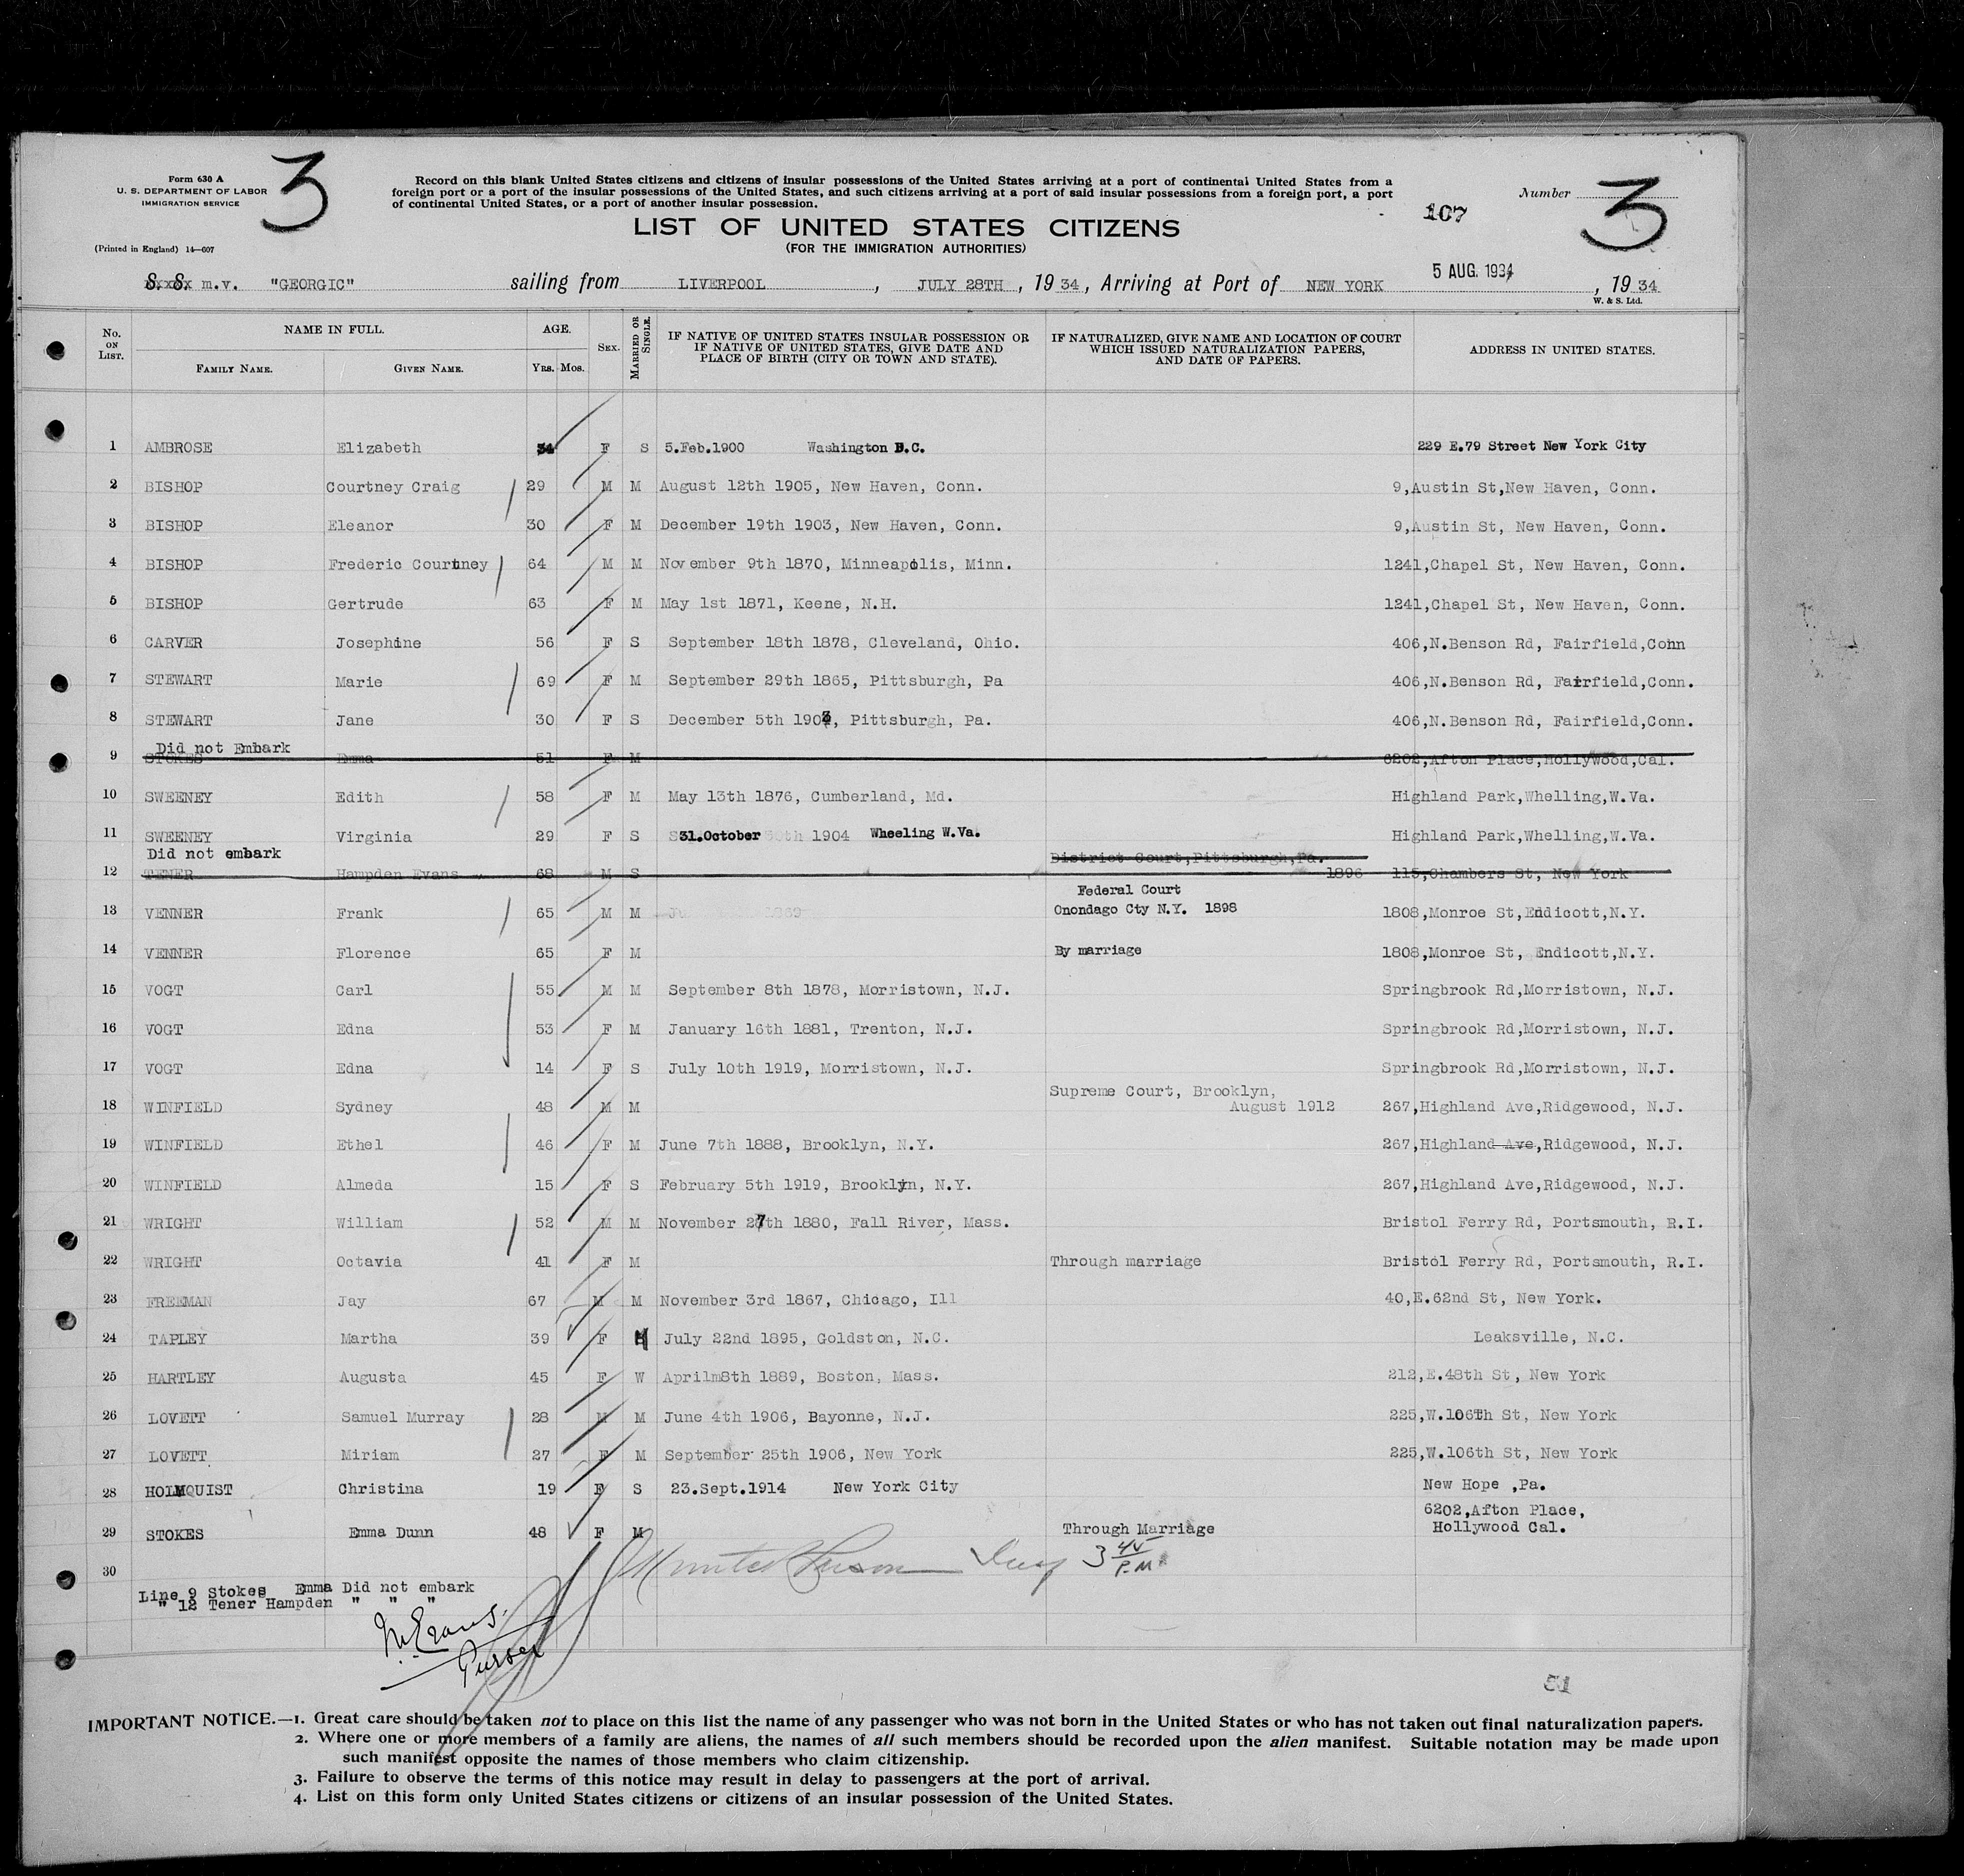 3
Form 630 A
U. S. DEPARTMENT OF LABOR
IMMIGRATION SERVICE
(Printed in England) 14—607
Record on this blank United States citizens and citizens of insular possessions of the United States arriving at a port of continental United States from a
foreign port or a port of the insular possessions of the United States, and such citizens arriving at a port of said insular possessions from a foreign port, a port
of continental United States, or a port of another insular possession.
Number 3
107
LIST OF UNITED STATES CITIZENS
(FOR THE IMMIGRATION AUTHORITIES)
S. S. m.v. "GEORGIC" sailing from LIVERPOOL, JULY 28TH, 1934, Arriving at Port of NEW YORK 5 AUG. 1934, 1934
W. & S. Ltd.
No. ON LIST. NAME IN FULL. FAMILY NAME. GIVEN NAME. AGE. YRS. MOS. SEX. MARRIED OR SINGLE. IF NATIVE OF UNITED STATES INSULAR POSSESSION OR IF NATIVE OF UNITED STATES, GIVE DATE AND PLACE OF BIRTH (CITY OR TOWN AND STATE). IF NATURALIZED, GIVE NAME AND LOCATION OF COURT WHICH ISSUED NATURALIZATION PAPERS, AND DATE OF PAPERS. ADDRESS IN UNITED STATES.
1 AMBROSE Elizabeth 34 F S 5.Feb.1900 Washington D.C. 229 E.79 Street New York City
2 BISHOP Courtney Craig 29 M M August 12th 1905, New Haven, Conn. 9,Austin St,New Haven, Conn.
3 BISHOP Eleanor 30 F M December 19th 1903, New Haven, Conn. 9,Austin St, New Haven, Conn.
4 BISHOP Frederic Courtney 64 M M November 9th 1870, Minneapolis, Minn. 1241,Chapel St, New Haven, Conn.
5 BISHOP Gertrude 63 F M May 1st 1871, Keene, N.H. 1241,Chapel St, New Haven, Conn.
6 CARVER Josephine 56 F S September 18th 1878, Cleveland, Ohio. 406,N.Benson Rd, Fairfield,Conn
7 STEWART Marie 69 F M September 29th 1865, Pittsburgh, Pa 406,N.Benson Rd, Fairfield,Conn.
8 STEWART Jane 30 F S December 5th 1903, Pittsburgh, Pa. 406,N.Benson Rd, Fairfield,Conn.
Did not Embark
9 STOKES Emma 51 F M 6202,Afton Place,Hollywood,Cal.
10 SWEENEY Edith 58 F M May 13th 1876, Cumberland, Md. Highland Park,Whelling,W.Va.
11 SWEENEY Virginia 29 F S 31.October 1904 Wheeling W.Va. Highland Park,Whelling,W.Va.
Did not embark District Court,Pittsburgh,Pa.
12 TENER Hampden Evans 68 M S 1896 115,Chambers St, New York
Federal Court
13 VENNER Frank 65 M M Onondago Cty N.Y. 1898 1808,Monroe St,Endicott,N.Y.
14 VENNER Florence 65 F M By marriage 1808,Monroe St, Endicott,N.Y.
15 VOGT Carl 55 M M September 8th 1878, Morristown, N.J. Springbrook Rd,Morristown, N.J.
16 VOGT Edna 53 F M January 16th 1881, Trenton, N.J. Springbrook Rd,Morristown, N.J.
17 VOGT Edna 14 F S July 10th 1919, Morristown, N.J. Springbrook Rd,Morristown, N.J.
Supreme Court, Brooklyn,
18 WINFIELD Sydney 48 M M August 1912 267,Highland Ave,Ridgewood, N.J.
19 WINFIELD Ethel 46 F M June 7th 1888, Brooklyn, N.Y. 267,Highland Ave,Ridgewood, N.J.
20 WINFIELD Almeda 15 F S February 5th 1919, Brooklyn, N.Y. 267,Highland Ave,Ridgewood, N.J.
21 WRIGHT William 52 M M November 27th 1880, Fall River, Mass. Bristol Ferry Rd, Portsmouth, R.I.
22 WRIGHT Octavia 41 F M Through marriage Bristol Ferry Rd, Portsmouth, R.I.
23 FREEMAN Jay 67 M M November 3rd 1867, Chicago, Ill 40,E.62nd St, New York.
24 TAPLEY Martha 39 F M July 22nd 1895, Goldston, N.C. Leaksville, N.C.
25 HARTLEY Augusta 45 F W Aprilm8th 1889, Boston, Mass. 212,E.48th St, New York
26 LOVETT Samuel Murray 28 M M June 4th 1906, Bayonne, N.J. 225,W.106th St, New York
27 LOVETT Miriam 27 F M September 25th 1906, New York 225,W.106th St, New York
28 HOLMQUIST Christina 19 F S 23.Sept.1914 New York City New Hope ,Pa.
6202,Afton Place,
29 STOKES Emma Dunn 48 F M Through Marriage Hollywood Cal.
3 45 P.M.
30
Line 9 Stokes Emma Did not embark
" 12 Tener Hampden " " "
M Evans.
Purser
51
IMPORTANT NOTICE.—1. Great care should be taken not to place on this list the name of any passenger who was not born in the United States or who has not taken out final naturalization papers.
2. Where one or more members of a family are aliens, the names of all such members should be recorded upon the alien manifest. Suitable notation may be made upon
such manifest opposite the names of those members who claim citizenship.
3. Failure to observe the terms of this notice may result in delay to passengers at the port of arrival.
4. List on this form only United States citizens or citizens of an insular possession of the United States.